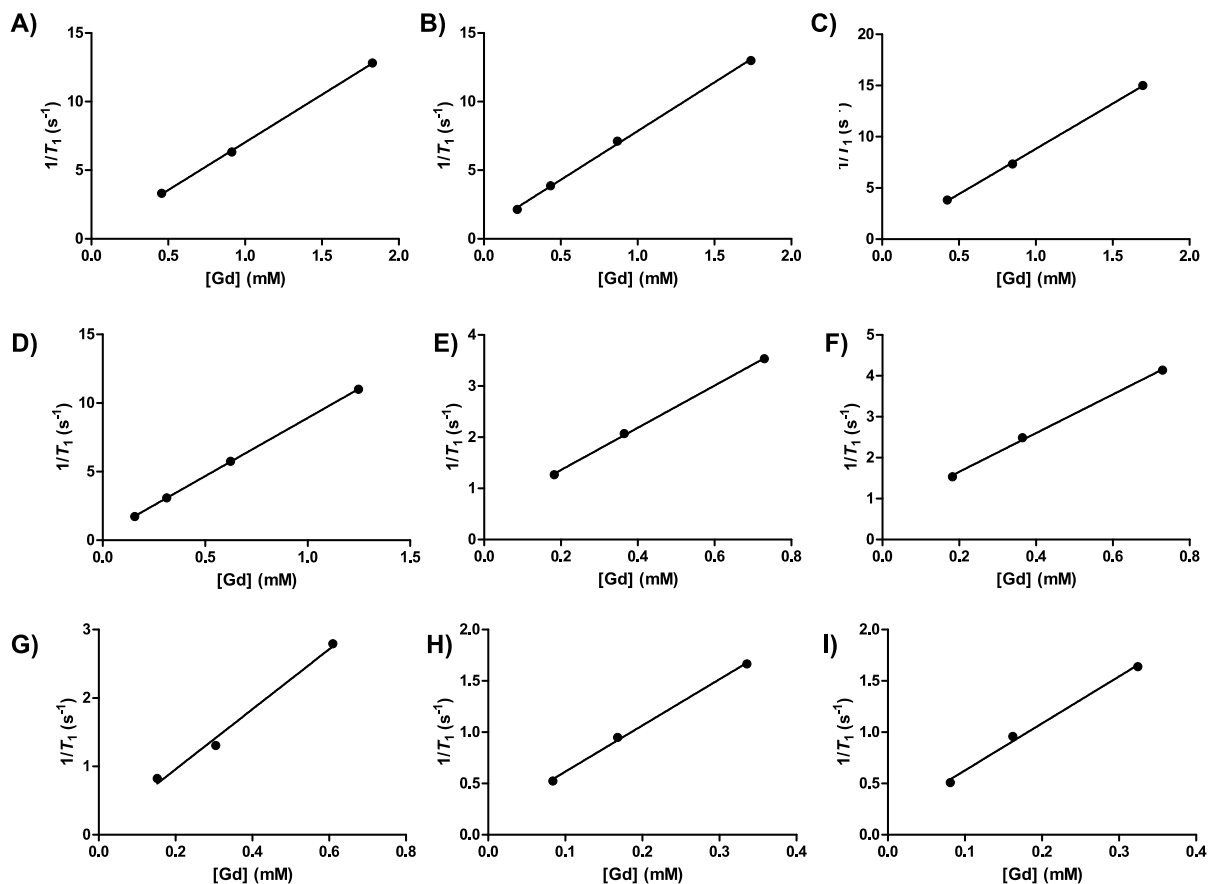 A)
15
10
5
0
1/T1 (s-1)
0.0 0.5 1.0 1.5 2.0
[Gd] (mM)
B)
15
10
5
0
1/T1 (s-1)
0.0 0.5 1.0 1.5 2.0
[Gd] (mM)
C)
20
15
10
5
0
0.0 0.5 1.0 1.5 2.0
[Gd] (mM)
D)
15
10
5
0
1/T1 (s-1)
0.0 0.5 1.0 1.5
[Gd] (mM)
E)
4
3
2
1
0
1/T1 (s-1)
0.0 0.2 0.4 0.6 0.8
[Gd] (mM)
F)
5
4
3
2
1
0
1/T1 (s-1)
0.0 0.2 0.4 0.6 0.8
[Gd] (mM)
G)
3
2
1
0
1/T1 (s-1)
0.0 0.2 0.4 0.6 0.8
[Gd] (mM)
H)
2.0
1.5
1.0
0.5
0.0
1/T1 (s-1)
0.0 0.1 0.2 0.3 0.4
[Gd] (mM)
I)
2.0
1.5
1.0
0.5
0.0
1/T1 (s-1)
0.0 0.1 0.2 0.3 0.4
[Gd] (mM)